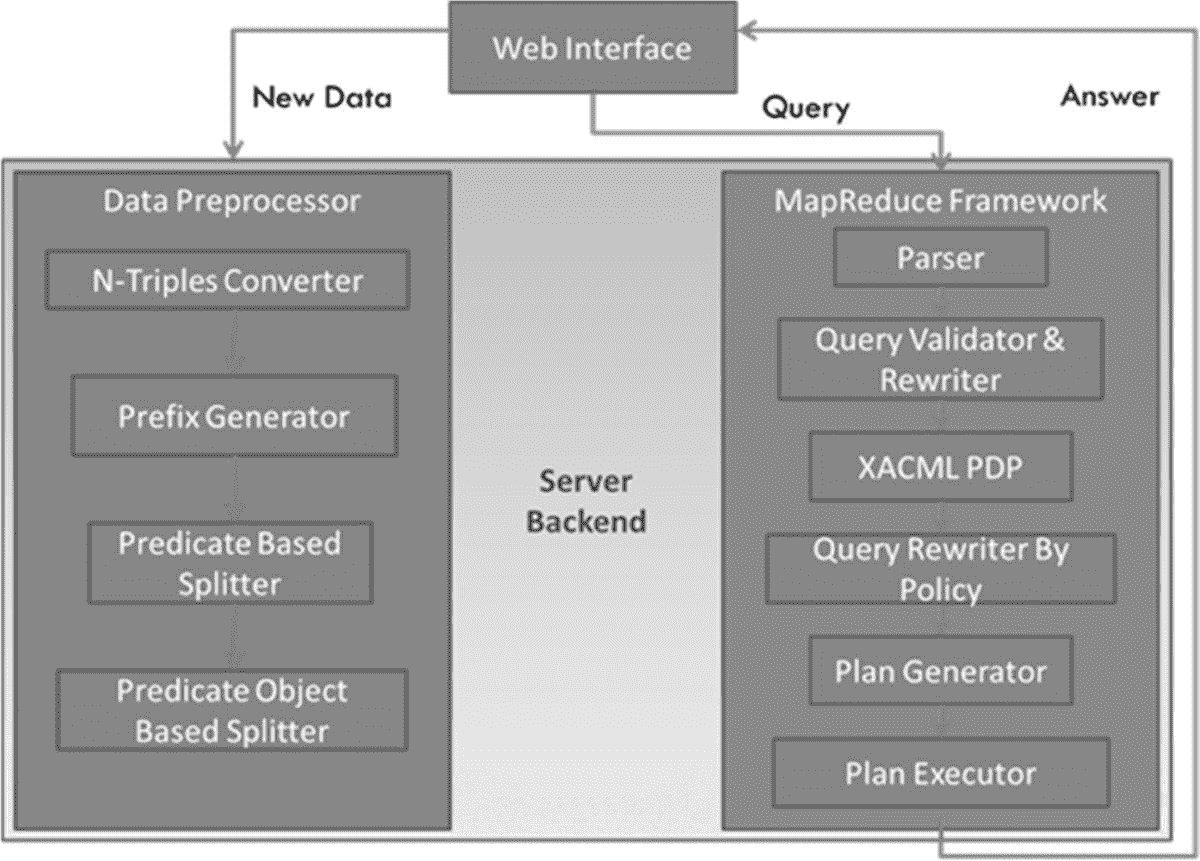 Web Interface
New Data
Query
Answer
Data Preprocessor
N-Triples Converter
Prefix Generator
Predicate Based
Splitter
Predicate Object
Based Splitter
Server
Backend
MapReduce Framework
Parser
Query Validator &
Rewriter
XACML PDP
Query Rewriter By
Policy
Plan Generator
Plan Executor